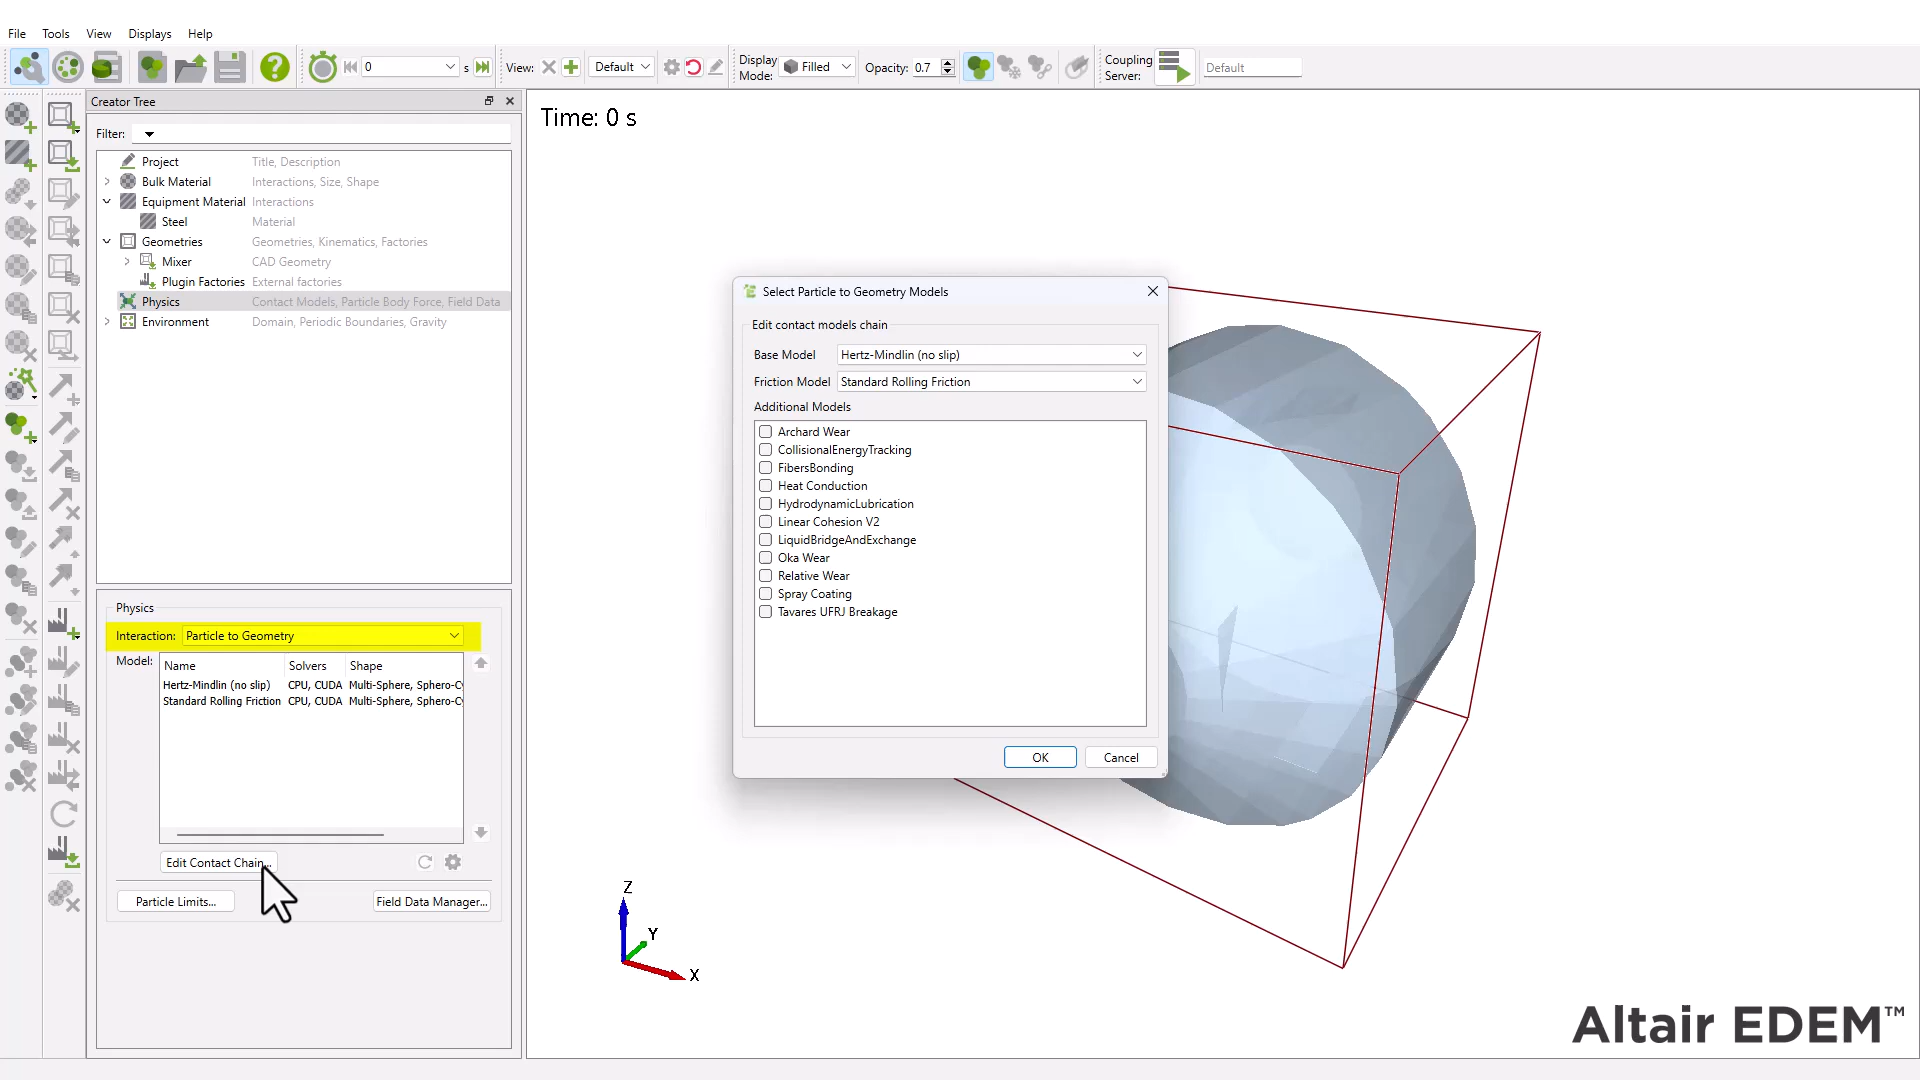 File Tools View Displays Help
0 s View: Default Display Mode: Filled Opacity: 0.7 Coupling Server: Default
Creator Tree
Filter:
Project Title, Description
Bulk Material Interactions, Size, Shape
Equipment Material Interactions
Steel Material
Geometries Geometries, Kinematics, Factories
Mixer CAD Geometry
Plugin Factories External factories
Physics Contact Models, Particle Body Force, Field Data
Environment Domain, Periodic Boundaries, Gravity
Physics
Interaction: Particle to Geometry
Model: Name Solvers Shape
Hertz-Mindlin (no slip) CPU, CUDA Multi-Sphere, Sphero-Cy
Standard Rolling Friction CPU, CUDA Multi-Sphere, Sphero-Cy
Edit Contact Chain...
Particle Limits... Field Data Manager...
Time: 0 s
Select Particle to Geometry Models
Edit contact models chain
Base Model Hertz-Mindlin (no slip)
Friction Model Standard Rolling Friction
Additional Models
Archard Wear
CollisionalEnergyTracking
FibersBonding
Heat Conduction
HydrodynamicLubrication
Linear Cohesion V2
LiquidBridgeAndExchange
Oka Wear
Relative Wear
Spray Coating
Tavares UFRJ Breakage
OK Cancel
Z
Y
X
Altair EDEM™